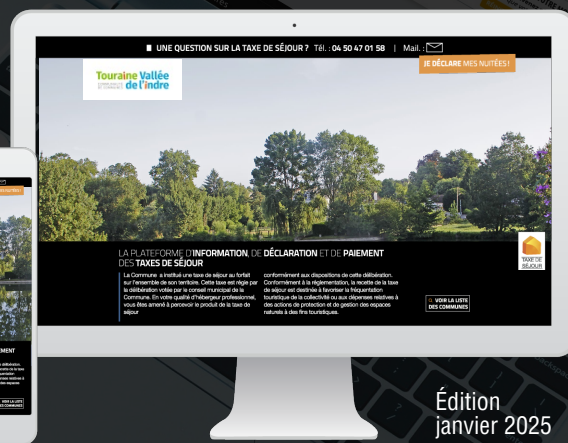 ■ UNE QUESTION SUR LA TAXE DE SÉJOUR ? Tél. : 04 50 47 01 58 | Mail. :
JE DÉCLARE MES NUITÉES !
Touraine Vallée
COMMUNAUTÉ DE COMMUNES de l'indre
LA PLATEFORME D'INFORMATION, DE DÉCLARATION ET DE PAIEMENT
DES TAXES DE SÉJOUR
La Commune a institué une taxe de séjour au forfait
sur l'ensemble de son territoire. Cette taxe est régie par
la délibération votée par le conseil municipal de la
Commune. En votre qualité d'hébergeur professionnel,
vous êtes amené à percevoir le produit de la taxe de
séjour
conformément aux dispositions de cette délibération.
Conformément à la réglementation, la recette de la taxe
de séjour est destinée à favoriser la fréquentation
touristique de la collectivité ou aux dépenses relatives à
des actions de protection et de gestion des espaces
naturels à des fins touristiques.
TAXE DE
SÉJOUR
VOIR LA LISTE
DES COMMUNES
Édition
janvier 2025